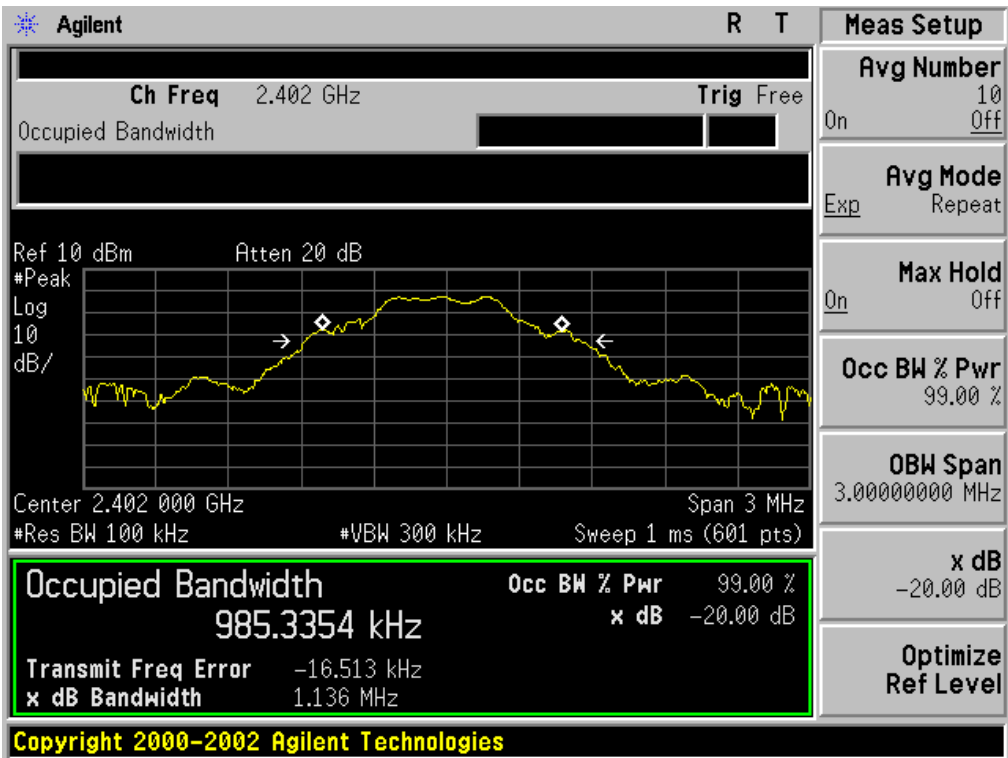 Agilent R T
Ch Freq 2.402 GHz Trig Free
Occupied Bandwidth
Ref 10 dBm Atten 20 dB
#Peak
Log
10
dB/
Center 2.402 000 GHz Span 3 MHz
#Res BW 100 kHz #VBW 300 kHz Sweep 1 ms (601 pts)
Occupied Bandwidth Occ BW % Pwr 99.00 %
985.3354 kHz x dB -20.00 dB
Transmit Freq Error -16.513 kHz
x dB Bandwidth 1.136 MHz
Copyright 2000-2002 Agilent Technologies
Meas Setup
Avg Number
10
On Off
Avg Mode
Exp Repeat
Max Hold
On Off
Occ BW % Pwr
99.00 %
OBW Span
3.00000000 MHz
x dB
-20.00 dB
Optimize
Ref Level